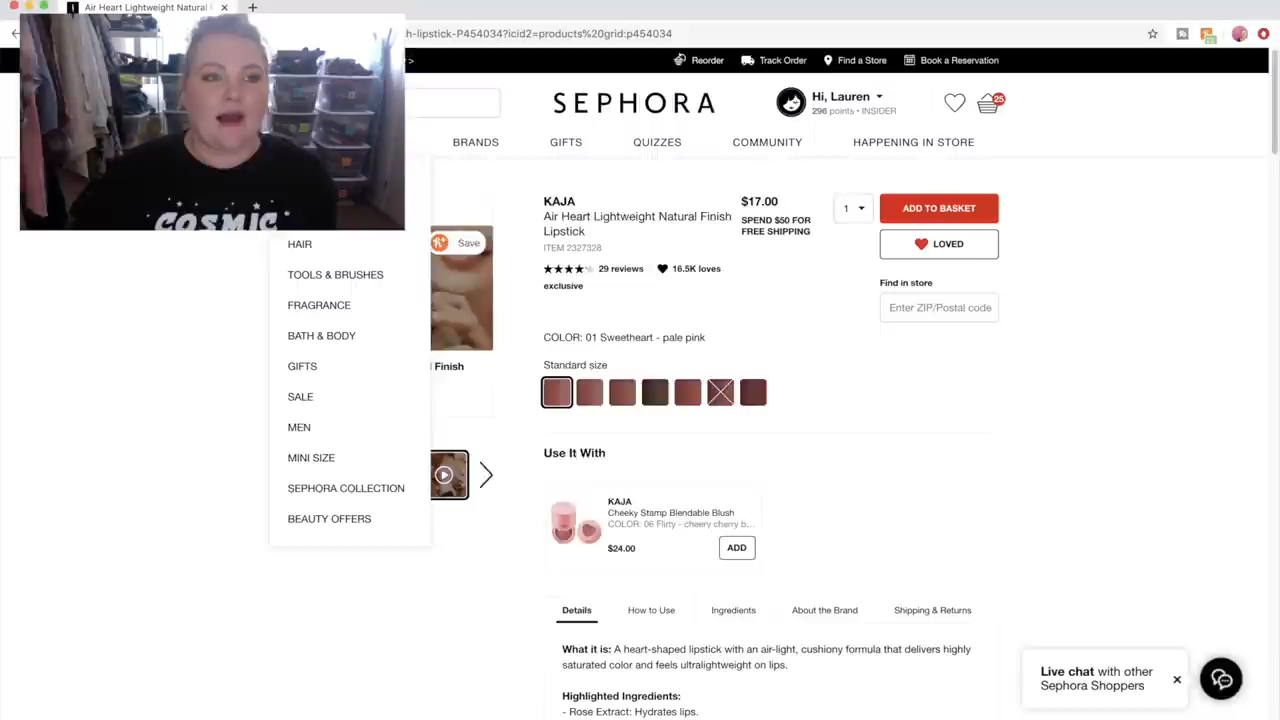 Air Heart Lightweight Natural
h-lipstick-P454034?icid2=products%20grid:p454034
>
Reorder
Track Order
Find a Store
Book a Reservation
SEPHORA
Hi, Lauren
296 points • INSIDER
25
BRANDS
GIFTS
QUIZZES
COMMUNITY
HAPPENING IN STORE
COSMIC
HAIR
TOOLS & BRUSHES
FRAGRANCE
BATH & BODY
GIFTS
SALE
MEN
MINI SIZE
SEPHORA COLLECTION
BEAUTY OFFERS
Save
Finish
KAJA
Air Heart Lightweight Natural Finish
Lipstick
ITEM 2327328
29 reviews
16.5K loves
exclusive
$17.00
SPEND $50 FOR
FREE SHIPPING
1
ADD TO BASKET
LOVED
Find in store
Enter ZIP/Postal code
COLOR: 01 Sweetheart - pale pink
Standard size
Use It With
KAJA
Cheeky Stamp Blendable Blush
COLOR: 06 Flirty - cheery cherry b...
$24.00
ADD
Details
How to Use
Ingredients
About the Brand
Shipping & Returns
What it is: A heart-shaped lipstick with an air-light, cushiony formula that delivers highly
saturated color and feels ultralightweight on lips.
Highlighted Ingredients:
- Rose Extract: Hydrates lips.
Live chat with other
Sephora Shoppers